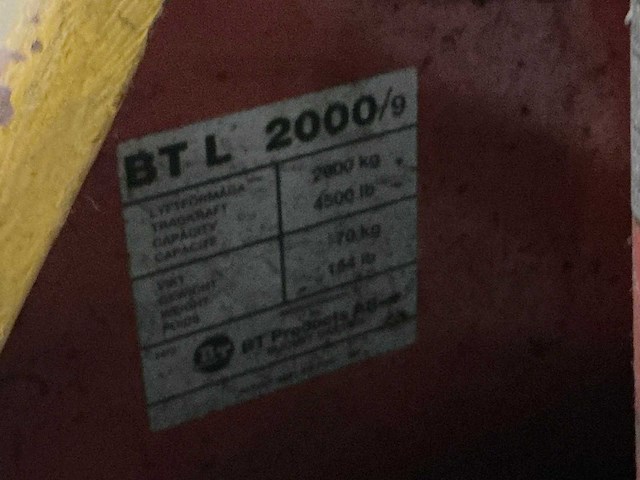 BT L 2000/9
LYFTFÖRMÅGA
TRAGKRAFT
CAPACITY
CAPACITE
2000 kg
4500 lb
VIKT
GEWICHT
WEIGHT
POIDS
70 kg
154 lb
BT BT Products AB